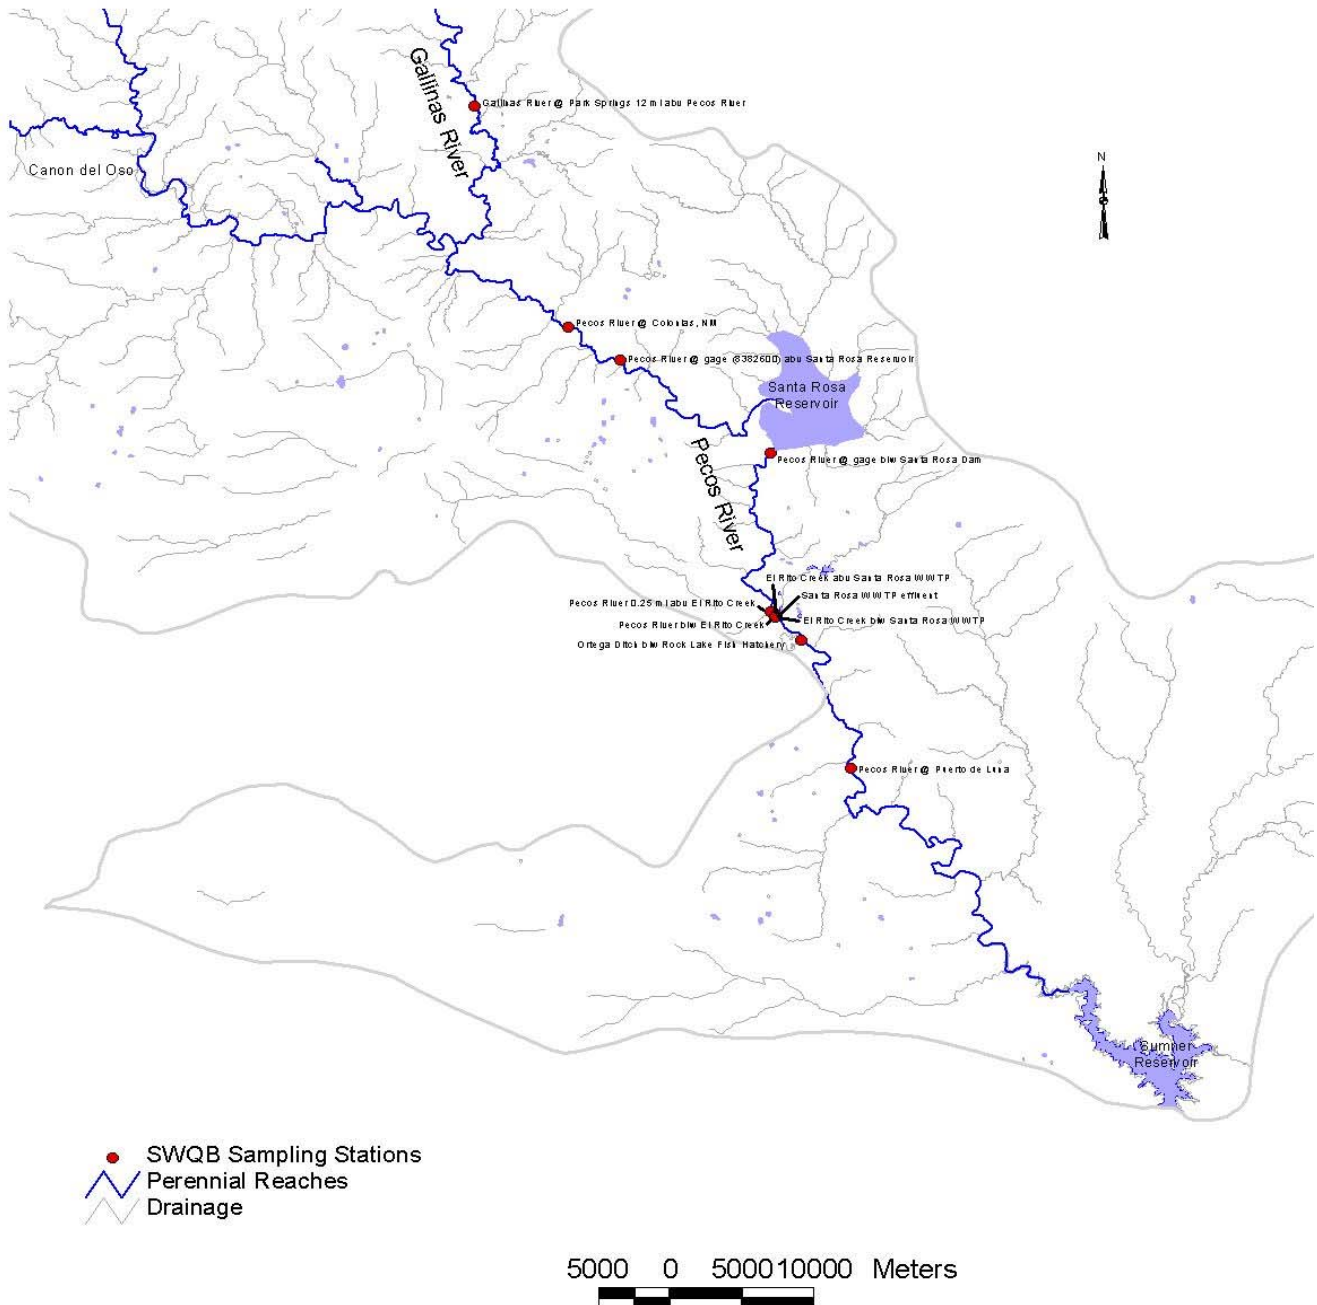 Gallinas River
Gallinas River @ Park Springs 12 mi abv Pecos River
N
Canon del Oso
Pecos River @ Colonias, NM
Pecos River @ gage (8382600) abv Santa Rosa Reservoir
Santa Rosa
Reservoir
Pecos River
Pecos River @ gage blw Santa Rosa Dam
El Rito Creek abv Santa Rosa WWTP
Santa Rosa WWTP effluent
Pecos River 0.25 mi abv El Rito Creek
El Rito Creek blw Santa Rosa WWTP
Pecos River blw El Rito Creek
Ortega Ditch blw Rock Lake Fish Hatchery
Pecos River @ Puerto de Luna
Sumner
Reservoir
SWQB Sampling Stations
Perennial Reaches
Drainage
5000 0 5000 10000 Meters